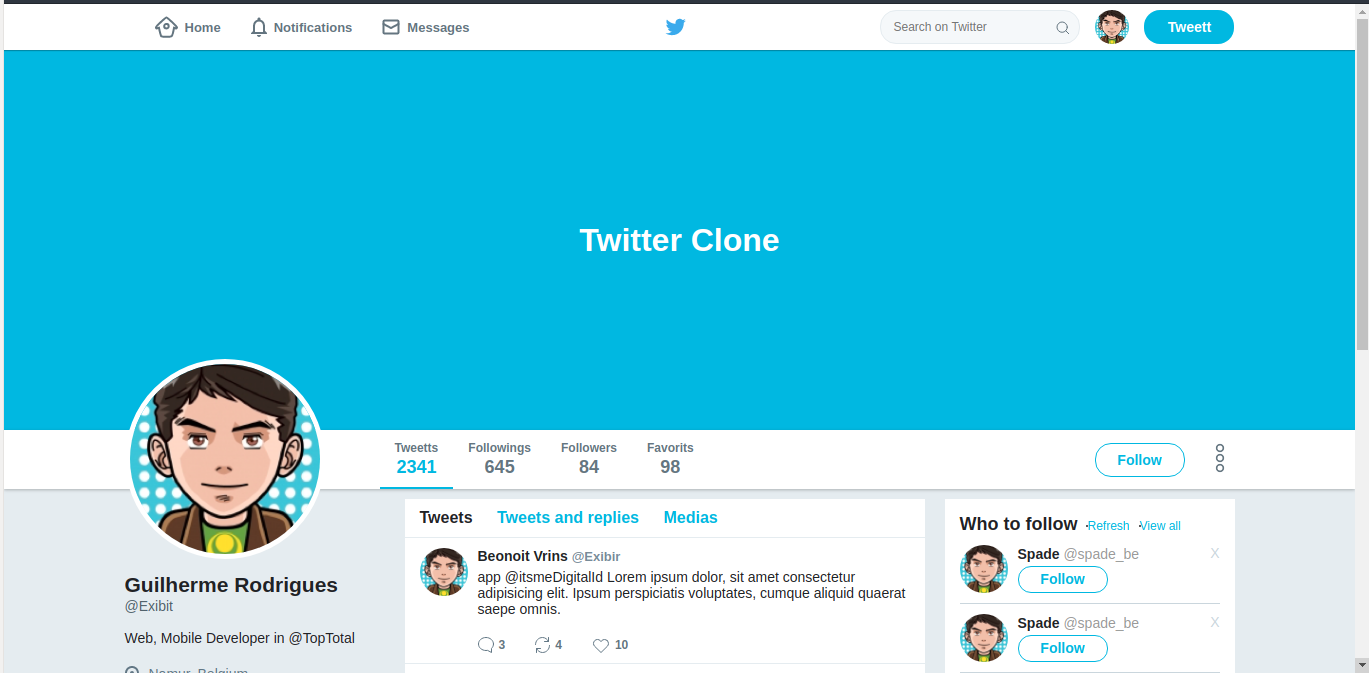 Home Notifications Messages Search on Twitter Tweett
Twitter Clone
Tweetts Followings Followers Favorits
2341 645 84 98
Follow
Guilherme Rodrigues
@Exibit
Web, Mobile Developer in @TopTotal
Namur, Belgium
Tweets Tweets and replies Medias
Beonoit Vrins @Exibir
app @itsmeDigitalId Lorem ipsum dolor, sit amet consectetur
adipisicing elit. Ipsum perspiciatis voluptates, cumque aliquid quaerat
saepe omnis.
3 4 10
Who to follow ·Refresh ·View all
Spade @spade_be X
Follow
Spade @spade_be X
Follow